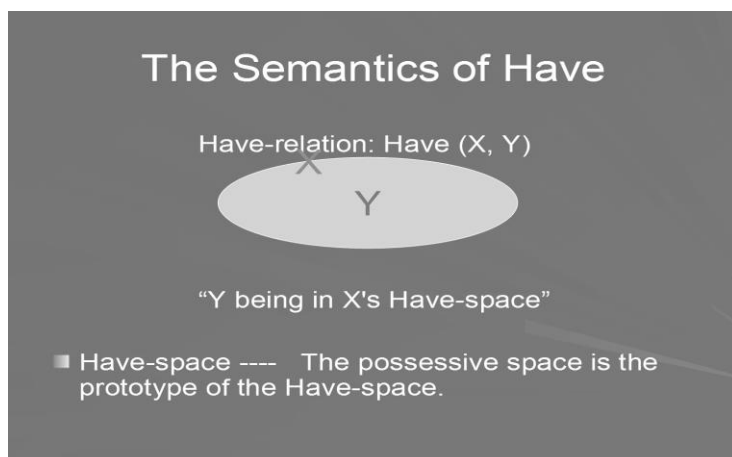 The Semantics of Have
Have-relation: Have (X, Y)
X
Y
“Y being in X's Have-space”
Have-space ---- The possessive space is the
prototype of the Have-space.